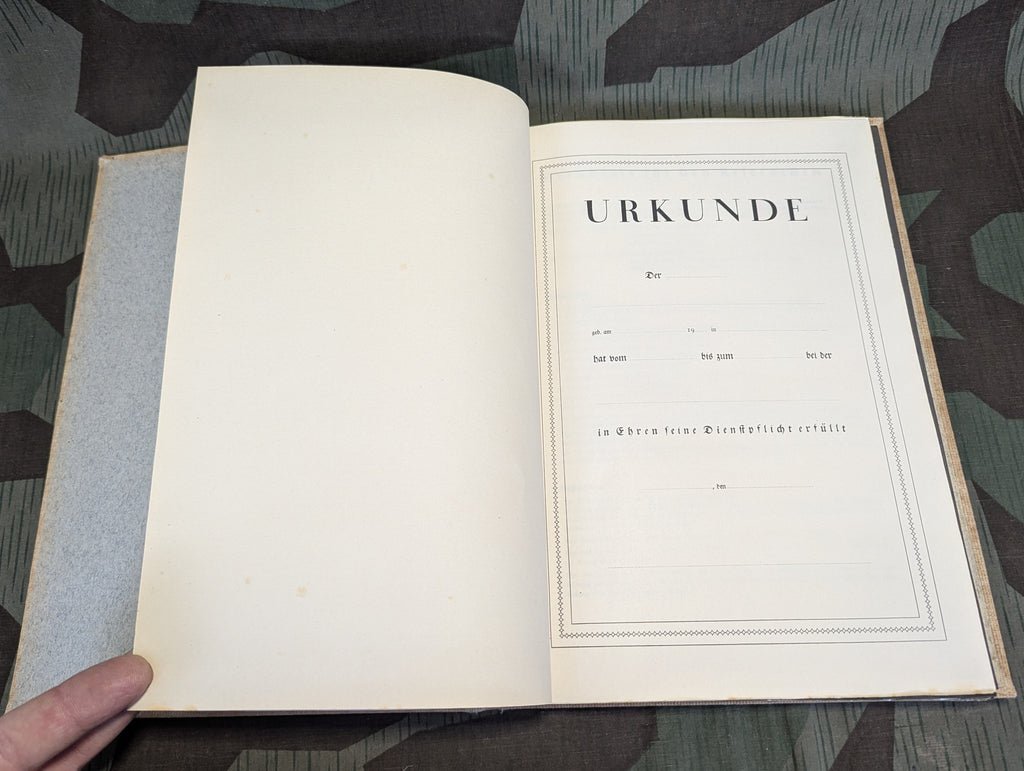 URKUNDE
Der
geb. am 19 in
hat vom bis zum bei der
in Ehren seine Dienstpflicht erfüllt
, den